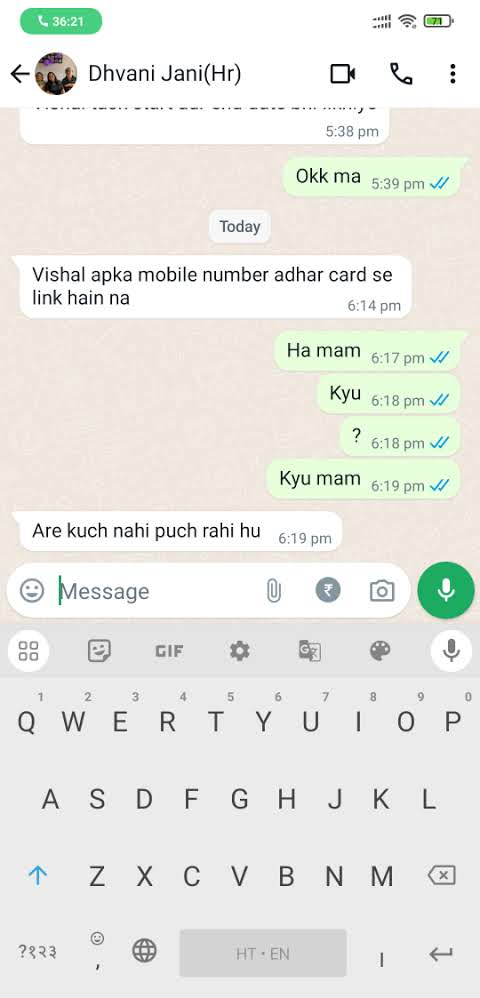 36:21
71
Dhvani Jani(Hr)
5:38 pm
Okk ma 5:39 pm
Today
Vishal apka mobile number adhar card se
link hain na
6:14 pm
Ha mam 6:17 pm
Kyu 6:18 pm
? 6:18 pm
Kyu mam 6:19 pm
Are kuch nahi puch rahi hu 6:19 pm
Message
₹
GIF
1 2 3 4 5 6 7 8 9 0
Q W E R T Y U I O P
A S D F G H J K L
Z X C V B N M
?१२३ , HT • EN ।